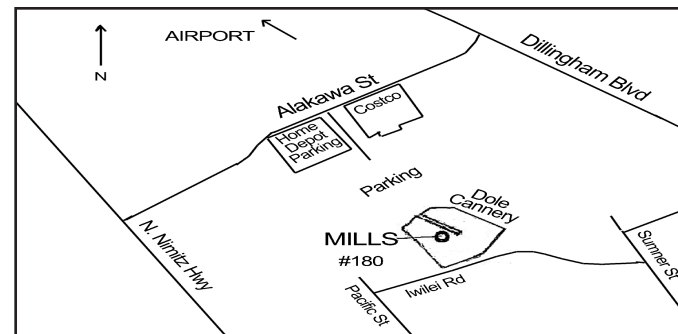 AIRPORT
N
Dillingham Blvd
Alakawa St
Costco
Home
Depot
Parking
Parking
Dole
Cannery
MILLS
#180
N. Nimitz Hwy
Sumner St
Iwilei Rd
Pacific St